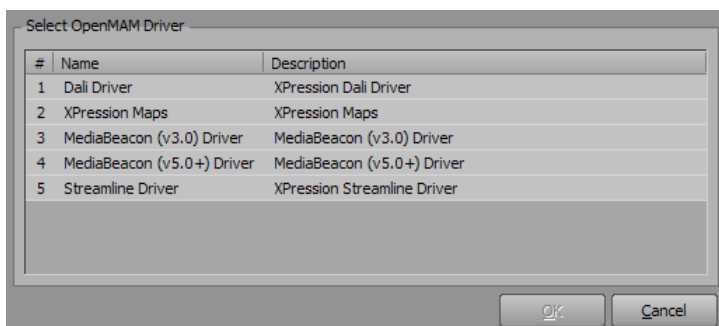 Select OpenMAM Driver
# Name Description
1 Dali Driver XPression Dali Driver
2 XPression Maps XPression Maps
3 MediaBeacon (v3.0) Driver MediaBeacon (v3.0) Driver
4 MediaBeacon (v5.0+) Driver MediaBeacon (v5.0+) Driver
5 Streamline Driver XPression Streamline Driver
OK Cancel